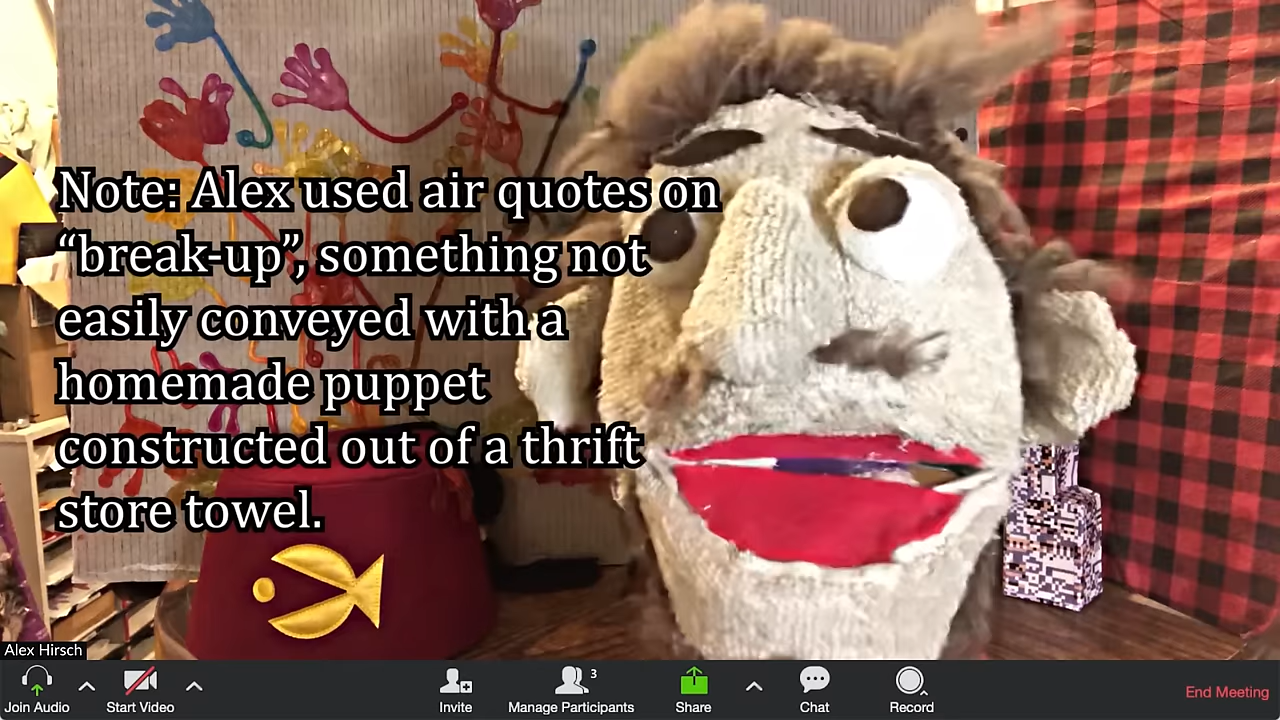 Note: Alex used air quotes on
“break-up”, something not
easily conveyed with a
homemade puppet
constructed out of a thrift
store towel.
Alex Hirsch
Join Audio
Start Video
Invite
Manage Participants
3
Share
Chat
Record
End Meeting